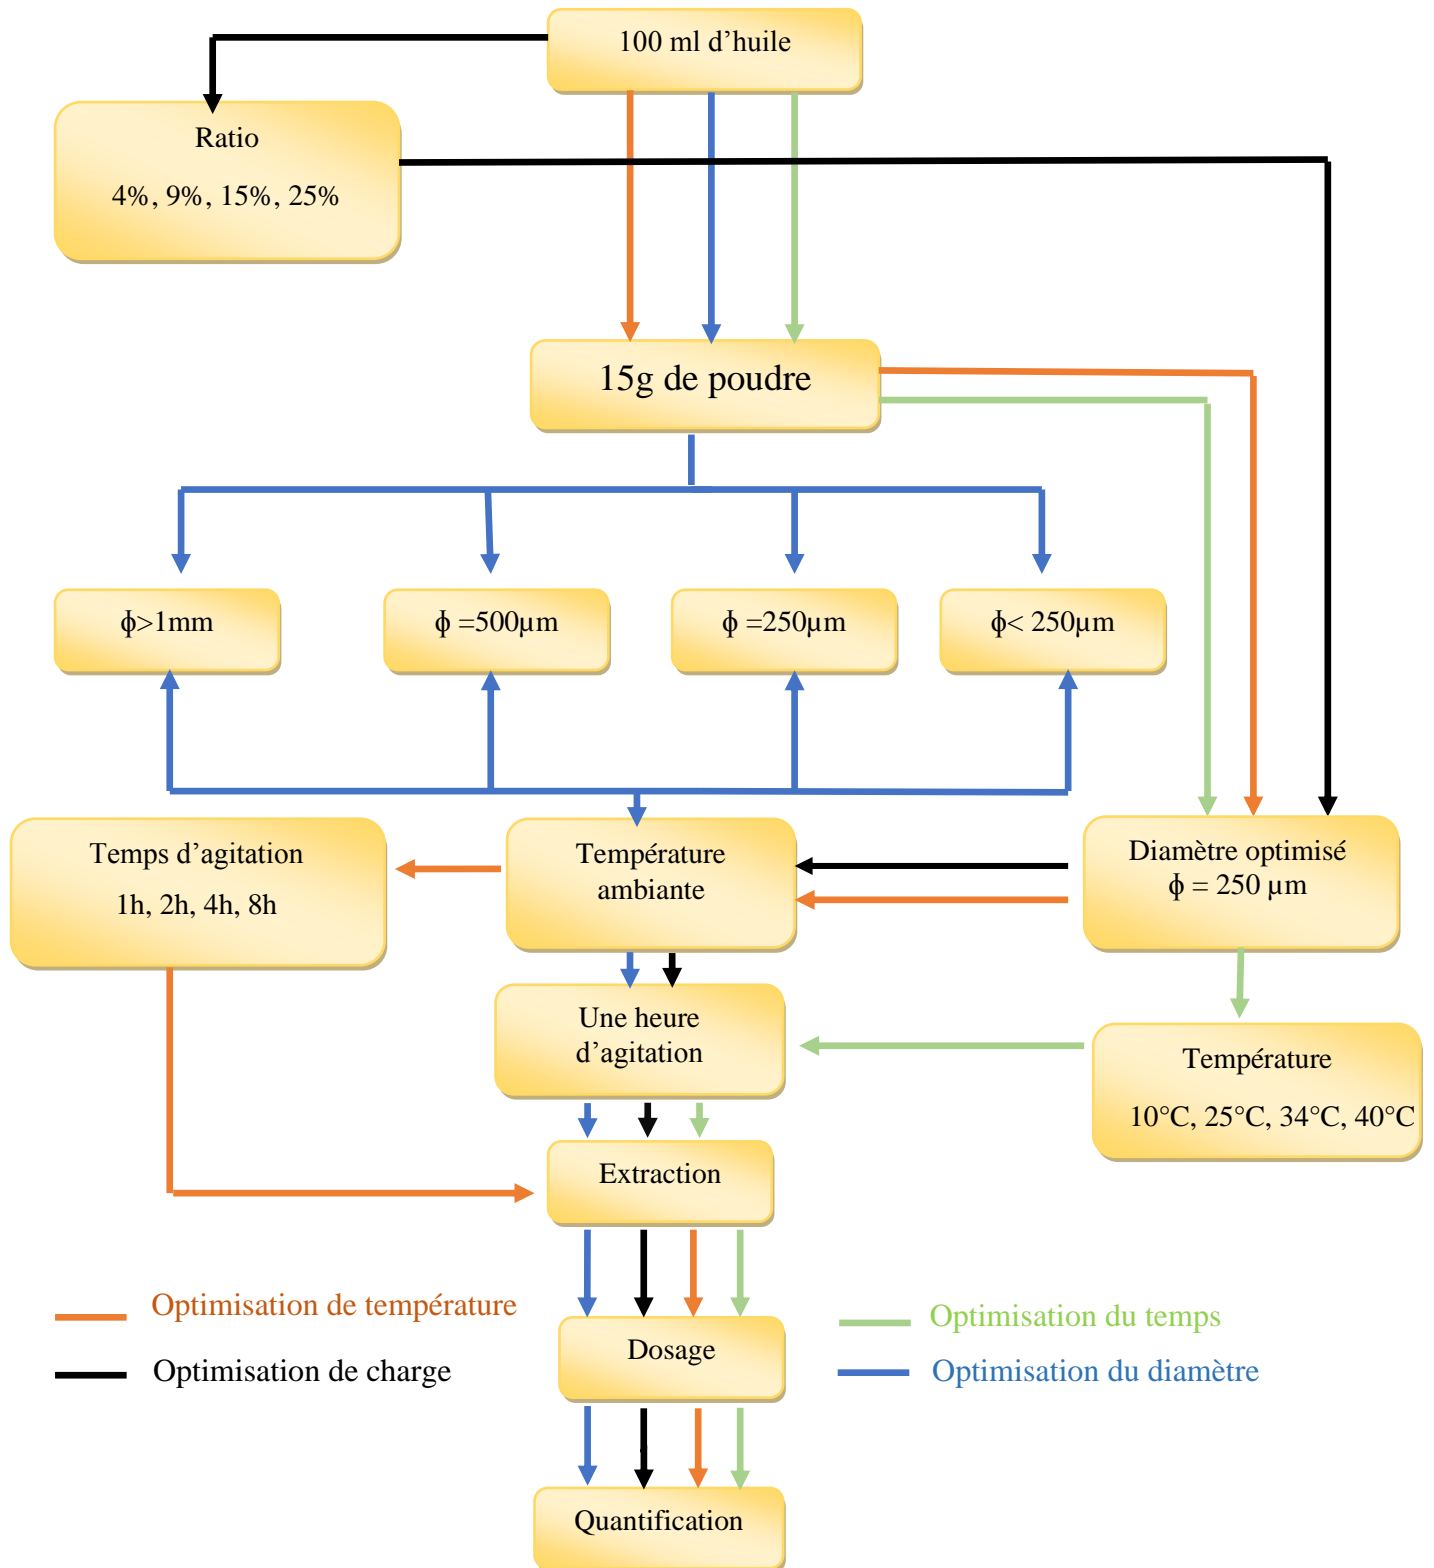 100 ml d’huile
Ratio
4%, 9%, 15%, 25%
15g de poudre
ϕ>1mm
ϕ =500µm
ϕ =250µm
ϕ< 250µm
Temps d’agitation
1h, 2h, 4h, 8h
Température
ambiante
Diamètre optimisé
ϕ = 250 µm
Une heure
d’agitation
Température
10°C, 25°C, 34°C, 40°C
Extraction
Optimisation de température
Optimisation du temps
Dosage
Optimisation de charge
Optimisation du diamètre
Quantification